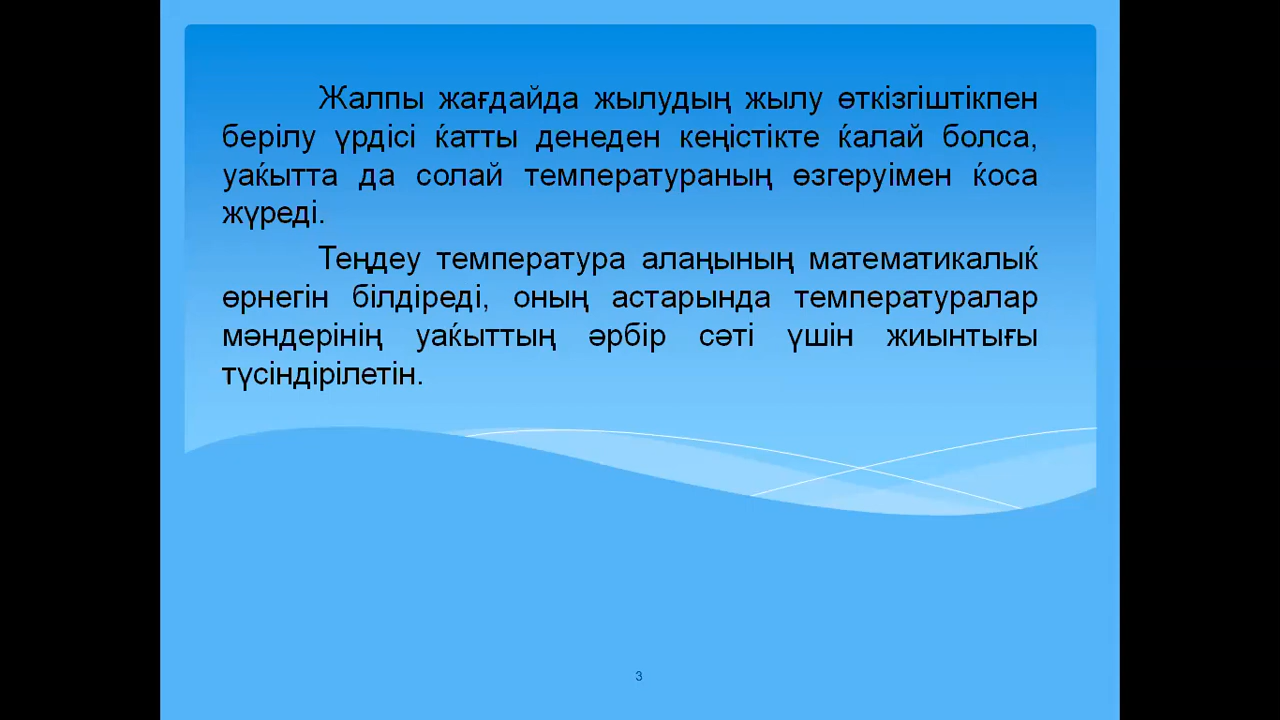 Жалпы жағдайда жылудың жылу өткізгіштікпен
берілу үрдісі ќатты денеден кеңістікте ќалай болса,
уаќытта да солай температураның өзгеруімен ќоса
жүреді.
Теңдеу температура алаңының математикалыќ
өрнегін білдіреді, оның астарында температуралар
мәндерінің уаќыттың әрбір сәті үшін жиынтығы
түсіндірілетін.
3